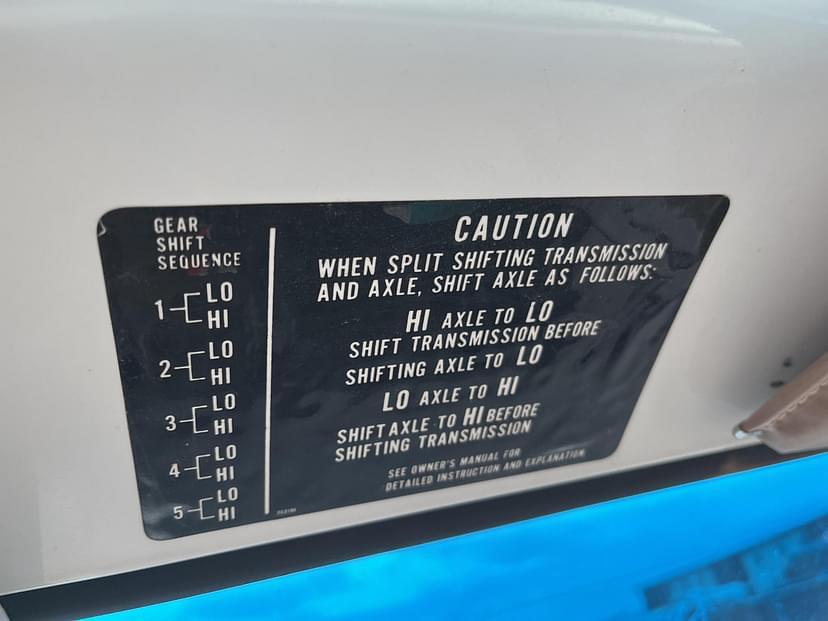 GEAR
SHIFT
SEQUENCE
1 LO
HI
2 LO
HI
3 LO
HI
4 LO
HI
5 LO
HI
CAUTION
WHEN SPLIT SHIFTING TRANSMISSION
AND AXLE, SHIFT AXLE AS FOLLOWS:
HI AXLE TO LO
SHIFT TRANSMISSION BEFORE
SHIFTING AXLE TO LO
LO AXLE TO HI
SHIFT AXLE TO HI BEFORE
SHIFTING TRANSMISSION
SEE OWNER'S MANUAL FOR
DETAILED INSTRUCTION AND EXPLANATION